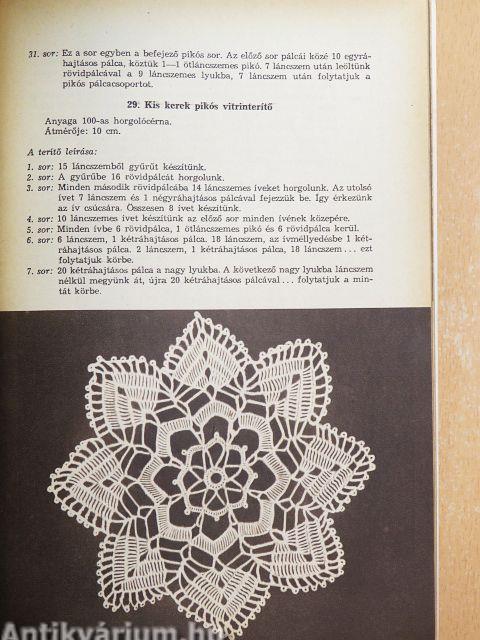 31. sor: Ez a sor egyben a befejező pikós sor. Az előző sor pálcái közé 10 egyrá-
hajtásos pálca, köztük 1—1 ötláncszemes pikó. 7 láncszem után leöltünk
rövidpálcával a 9 láncszemes lyukba, 7 láncszem után folytatjuk a
pikós pálcacsoportot.
29. Kis kerek pikós vitrinterítő
Anyaga 100-as horgolócérna.
Átmérője: 10 cm.
A terítő leírása:
1. sor: 15 láncszemből gyűrűt készítünk.
2. sor: A gyűrűbe 16 rövidpálcát horgolunk.
3. sor: Minden második rövidpálcába 14 láncszemes íveket horgolunk. Az utolsó
ívet 7 láncszem és 1 négyráhajtásos pálcával fejezzük be. Így érkezünk
az ív csúcsára. Összesen 8 ívet készítünk.
4. sor: 10 láncszemes ívet készítünk az előző sor minden ívének közepére.
5. sor: Minden ívbe 6 rövidpálca, 1 ötláncszemes pikó és 6 rövidpálca kerül.
6. sor: 6 láncszem, 1 kétráhajtásos pálca. 18 láncszem, az ívmélyedésbe 1 két-
ráhajtásos pálca. 2 láncszem, 1 kétráhajtásos pálca, 18 láncszem... ezt
folytatjuk körbe.
7. sor: 20 kétráhajtásos pálca a nagy lyukba. A következő nagy lyukba láncszem
nélkül megyünk át, újra 20 kétráhajtásos pálcával... folytatjuk a min-
tát körbe.
Antikvárium.hu